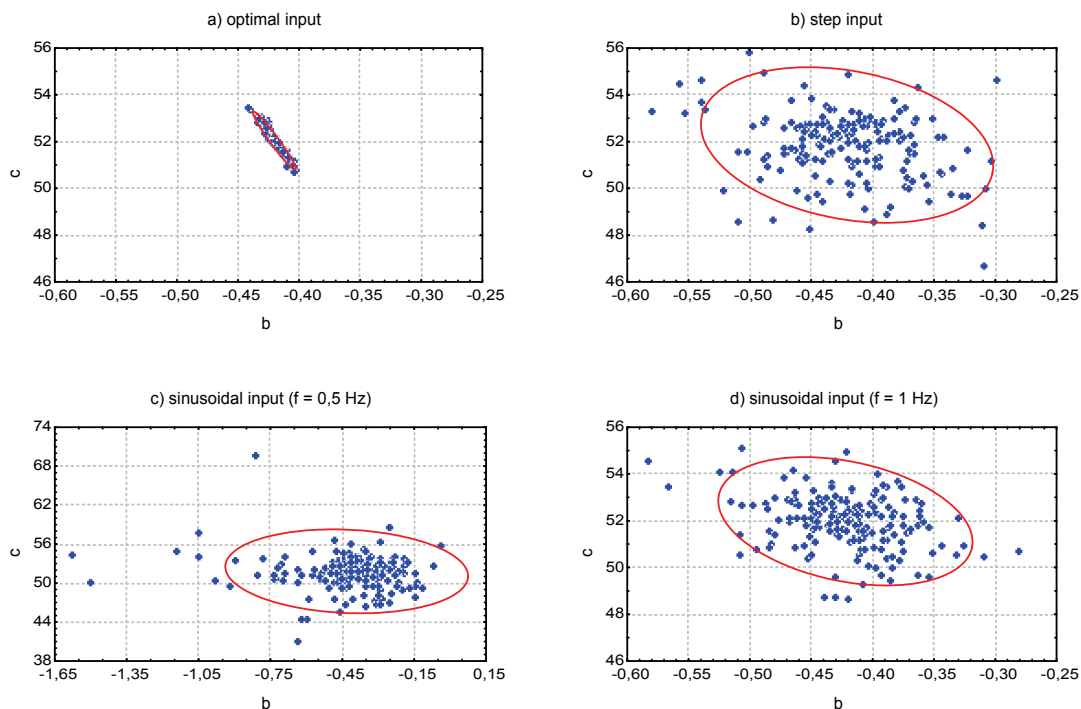 a) optimal input
56
54
52
c
50
48
46
-0,60 -0,55 -0,50 -0,45 -0,40 -0,35 -0,30 -0,25
b
b) step input
56
54
52
c
50
48
46
-0,60 -0,55 -0,50 -0,45 -0,40 -0,35 -0,30 -0,25
b
c) sinusoidal input (f = 0,5 Hz)
74
68
62
c
56
50
44
38
-1,65 -1,35 -1,05 -0,75 -0,45 -0,15 0,15
b
d) sinusoidal input (f = 1 Hz)
56
54
52
c
50
48
46
-0,60 -0,55 -0,50 -0,45 -0,40 -0,35 -0,30 -0,25
b